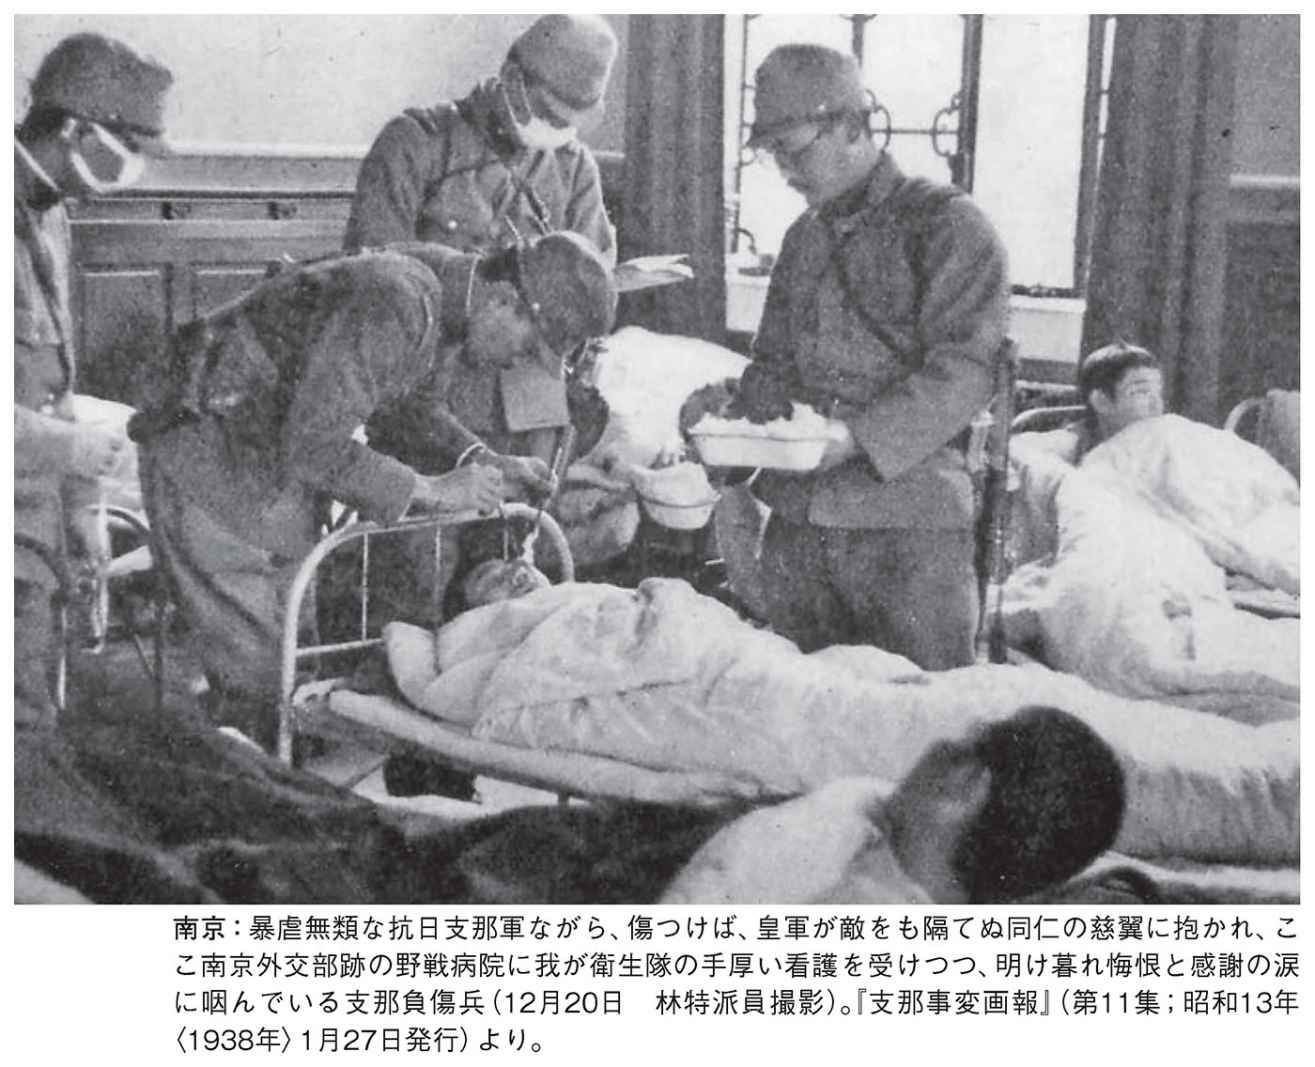 南京：暴虐無類な抗日支那軍ながら、傷つけば、皇軍が敵をも隔てぬ同仁の慈翼に抱かれ、こ
こ南京外交部跡の野戦病院に我が衛生隊の手厚い看護を受けつつ、明け暮れ悔恨と感謝の涙
に咽んでいる支那負傷兵（12月20日　林特派員撮影）。『支那事変画報』（第11集；昭和13年
〈1938年〉1月27日発行）より。